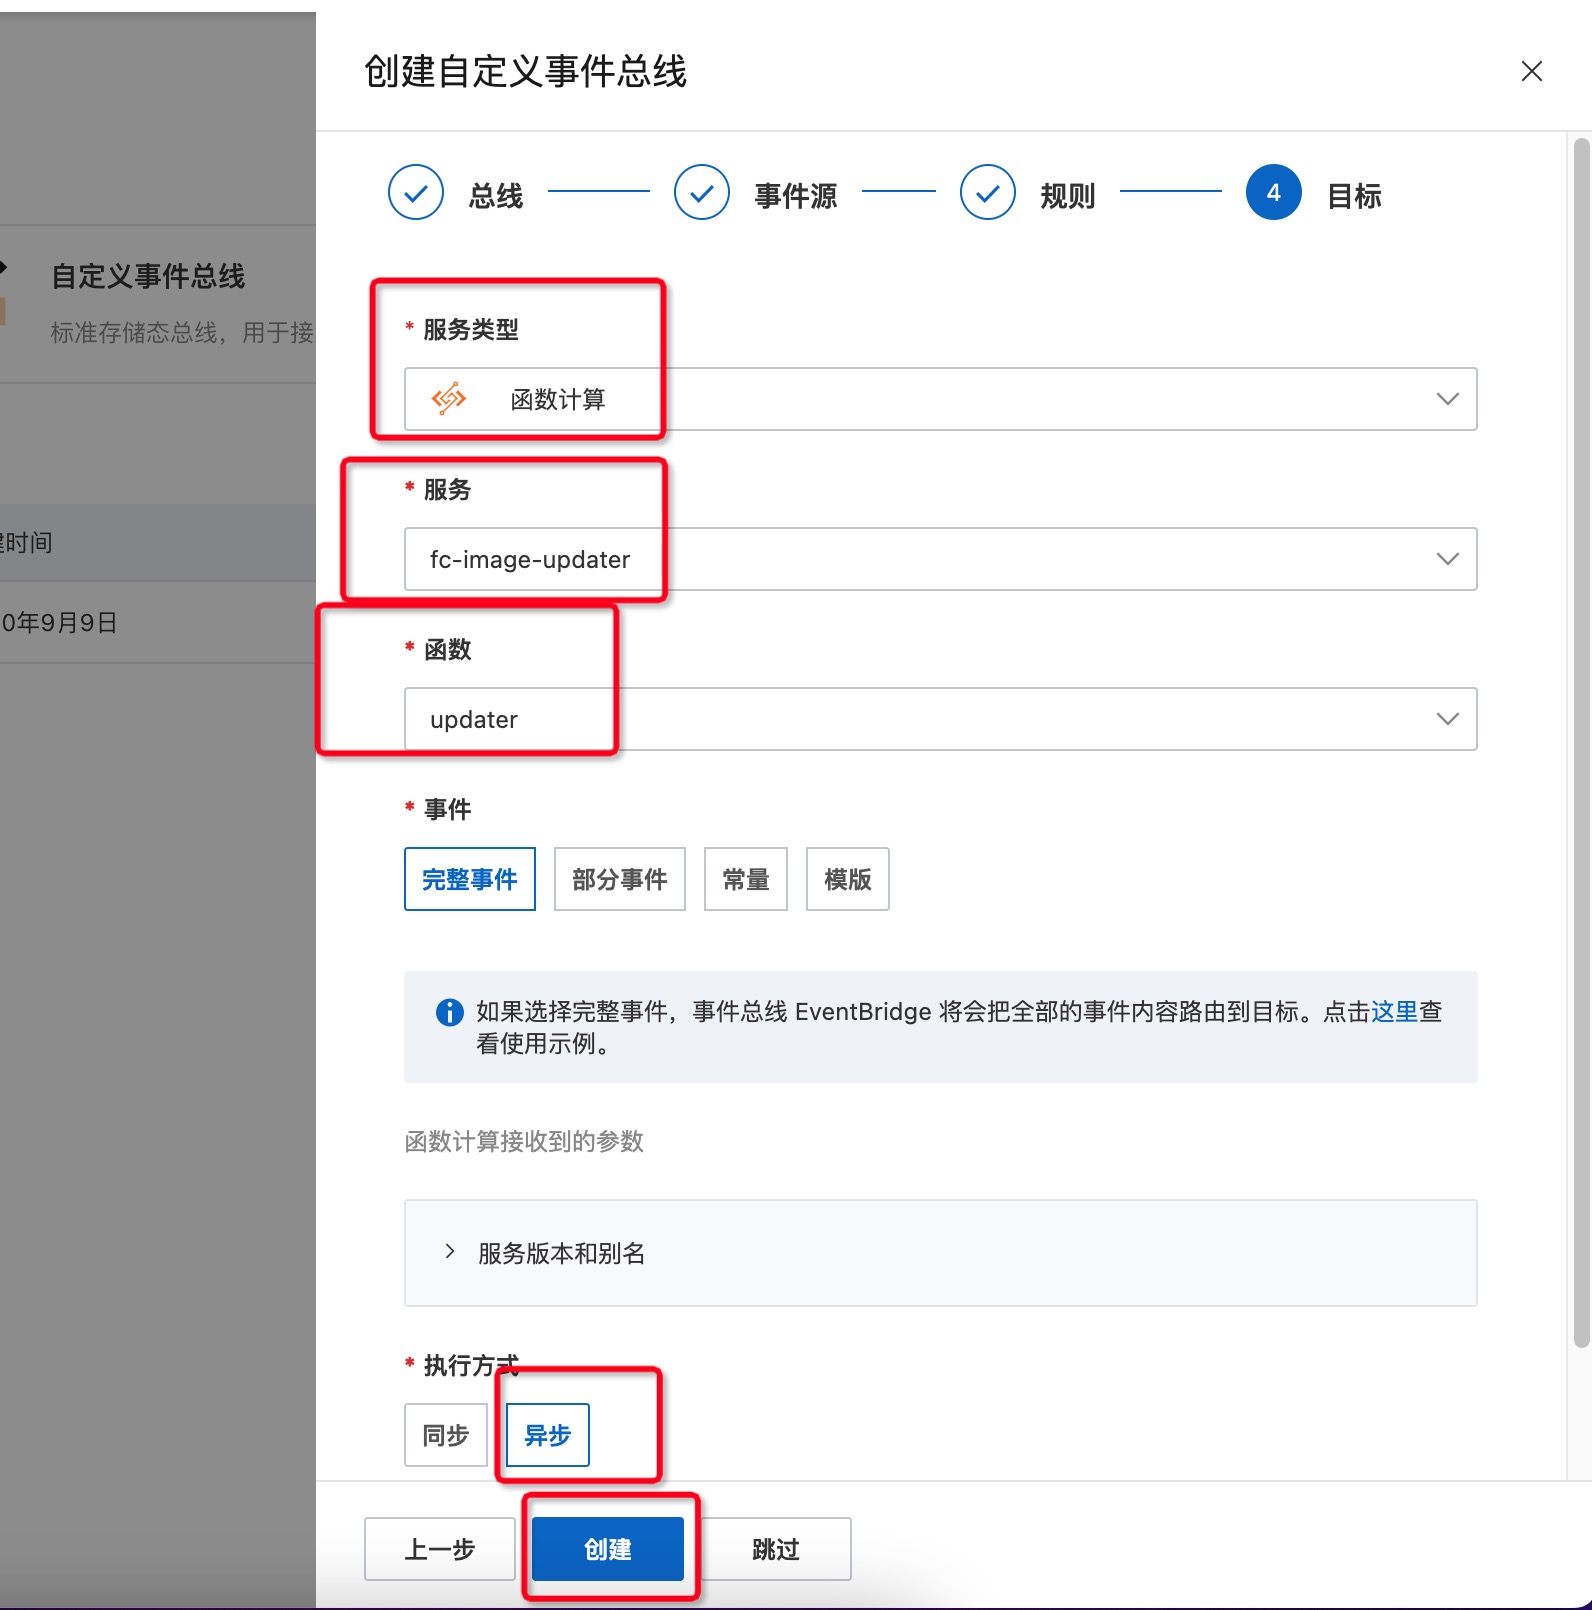 创建自定义事件总线
总线
事件源
规则
4
目标
自定义事件总线
标准存储态总线，用于接
时间
0年9月9日
* 服务类型
函数计算
* 服务
fc-image-updater
* 函数
updater
* 事件
完整事件
部分事件
常量
模版
如果选择完整事件，事件总线 EventBridge 将会把全部的事件内容路由到目标。点击这里查
看使用示例。
函数计算接收到的参数
服务版本和别名
* 执行方式
同步
异步
上一步
创建
跳过